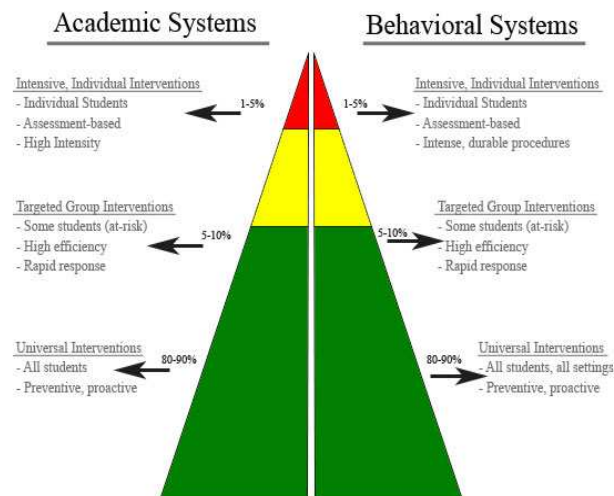 Academic Systems
Intensive, Individual Interventions
- Individual Students
- Assessment-based
- High Intensity
1-5%
Targeted Group Interventions
- Some students (at-risk)
- High efficiency
- Rapid response
5-10%
Universal Interventions
- All students
- Preventive, proactive
80-90%
Behavioral Systems
Intensive, Individual Interventions
- Individual Students
- Assessment-based
- Intense, durable procedures
1-5%
Targeted Group Interventions
- Some students (at-risk)
- High efficiency
- Rapid response
5-10%
Universal Interventions
- All students, all settings
- Preventive, proactive
80-90%